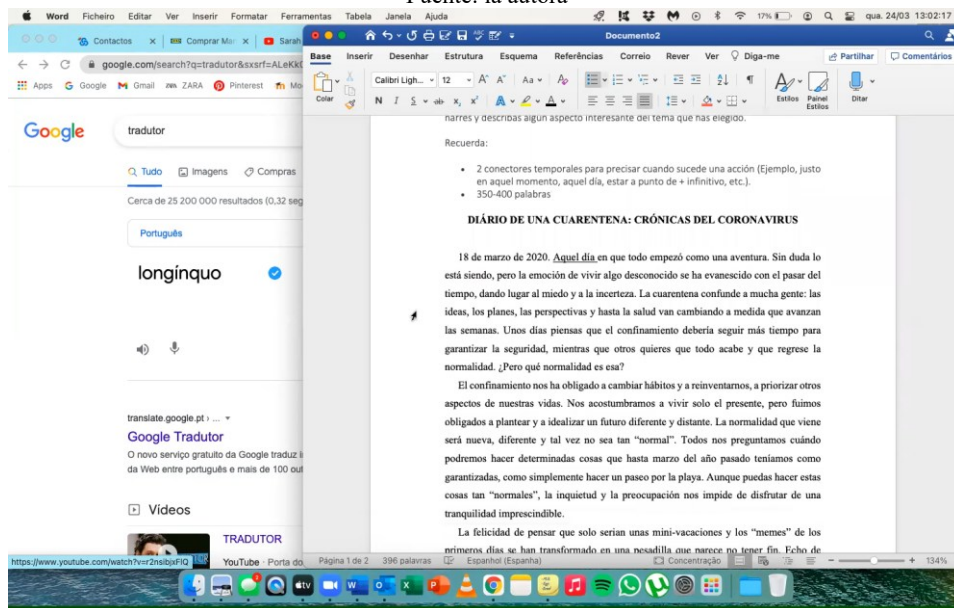 Fuente: la autora
Word Ficheiro Editar Ver Inserir Formatar Ferramentas Tabela Janela Ajuda 17% qua. 24/03 13:02:17
Contactos Comprar Mar Sarah
google.com/search?q=tradutor&sxsrf=ALeKk
Apps Google Gmail ZARA Pinterest Mo
Google
tradutor
Tudo Imagens Compras
Cerca de 25 200 000 resultados (0,32 seg
Português
longínquo
translate.google.pt › ...
Google Tradutor
O novo serviço gratuito da Google traduz i
da Web entre português e mais de 100 out
Vídeos
TRADUTOR
YouTube · Porta do
https://www.youtube.com/watch?v=r2nsibjxFlQ
Documento2
Base Inserir Desenhar Estrutura Esquema Referências Correio Rever Ver Diga-me Partilhar Comentários
Colar
Calibri Ligh... 12
Estilos Painel Estilos Ditar
narres y describas algún aspecto interesante del tema que has elegido.
Recuerda:
• 2 conectores temporales para precisar cuando sucede una acción (Ejemplo, justo
en aquel momento, aquel día, estar a punto de + infinitivo, etc.).
• 350-400 palabras
DIÁRIO DE UNA CUARENTENA: CRÓNICAS DEL CORONAVIRUS
18 de marzo de 2020. Aquel día en que todo empezó como una aventura. Sin duda lo
está siendo, pero la emoción de vivir algo desconocido se ha evanescido con el pasar del
tiempo, dando lugar al miedo y a la incerteza. La cuarentena confunde a mucha gente: las
ideas, los planes, las perspectivas y hasta la salud van cambiando a medida que avanzan
las semanas. Unos días piensas que el confinamiento debería seguir más tiempo para
garantizar la seguridad, mientras que otros quieres que todo acabe y que regrese la
normalidad. ¿Pero qué normalidad es esa?
El confinamiento nos ha obligado a cambiar hábitos y a reinventarnos, a priorizar otros
aspectos de nuestras vidas. Nos acostumbramos a vivir solo el presente, pero fuimos
obligados a plantear y a idealizar un futuro diferente y distante. La normalidad que viene
será nueva, diferente y tal vez no sea tan “normal”. Todos nos preguntamos cuándo
podremos hacer determinadas cosas que hasta marzo del año pasado teníamos como
garantizadas, como simplemente hacer un paseo por la playa. Aunque puedas hacer estas
cosas tan “normales”, la inquietud y la preocupación nos impide de disfrutar de una
tranquilidad imprescindible.
La felicidad de pensar que solo serian unas mini-vacaciones y los “memes” de los
primeros días se han transformado en una pesadilla que parece no tener fin. Echo de
Página 1 de 2 396 palavras Espanhol (Espanha) Concentração 134%